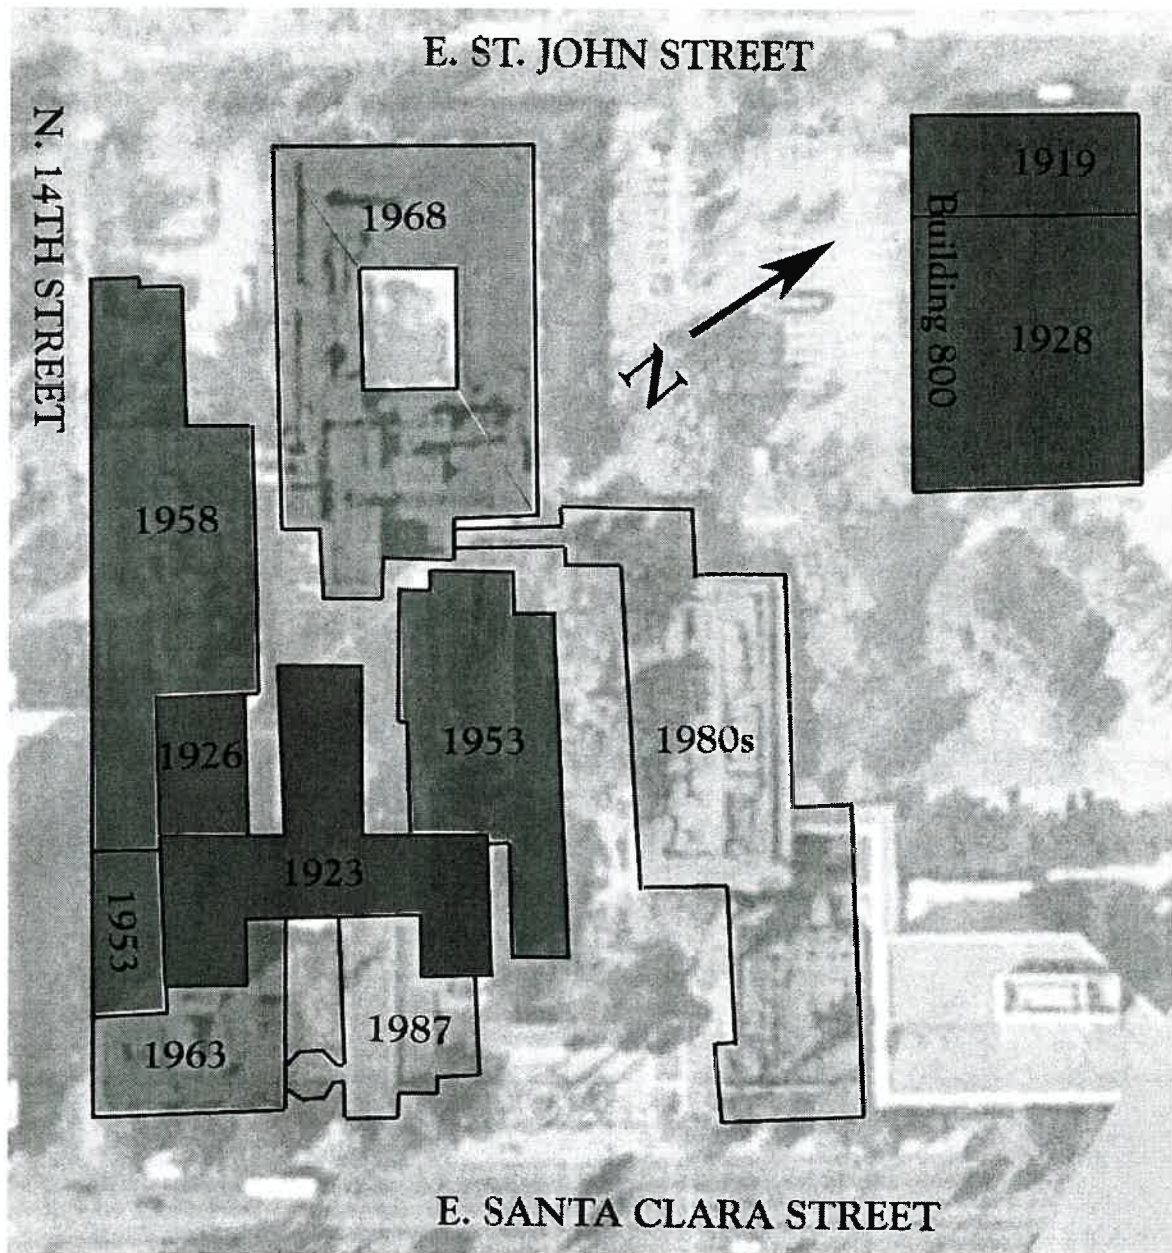 E. ST. JOHN STREET
N. 14TH STREET
1919
1968
Building 800
1928
N
1958
1926
1953
1980s
1923
1953
1987
1963
E. SANTA CLARA STREET